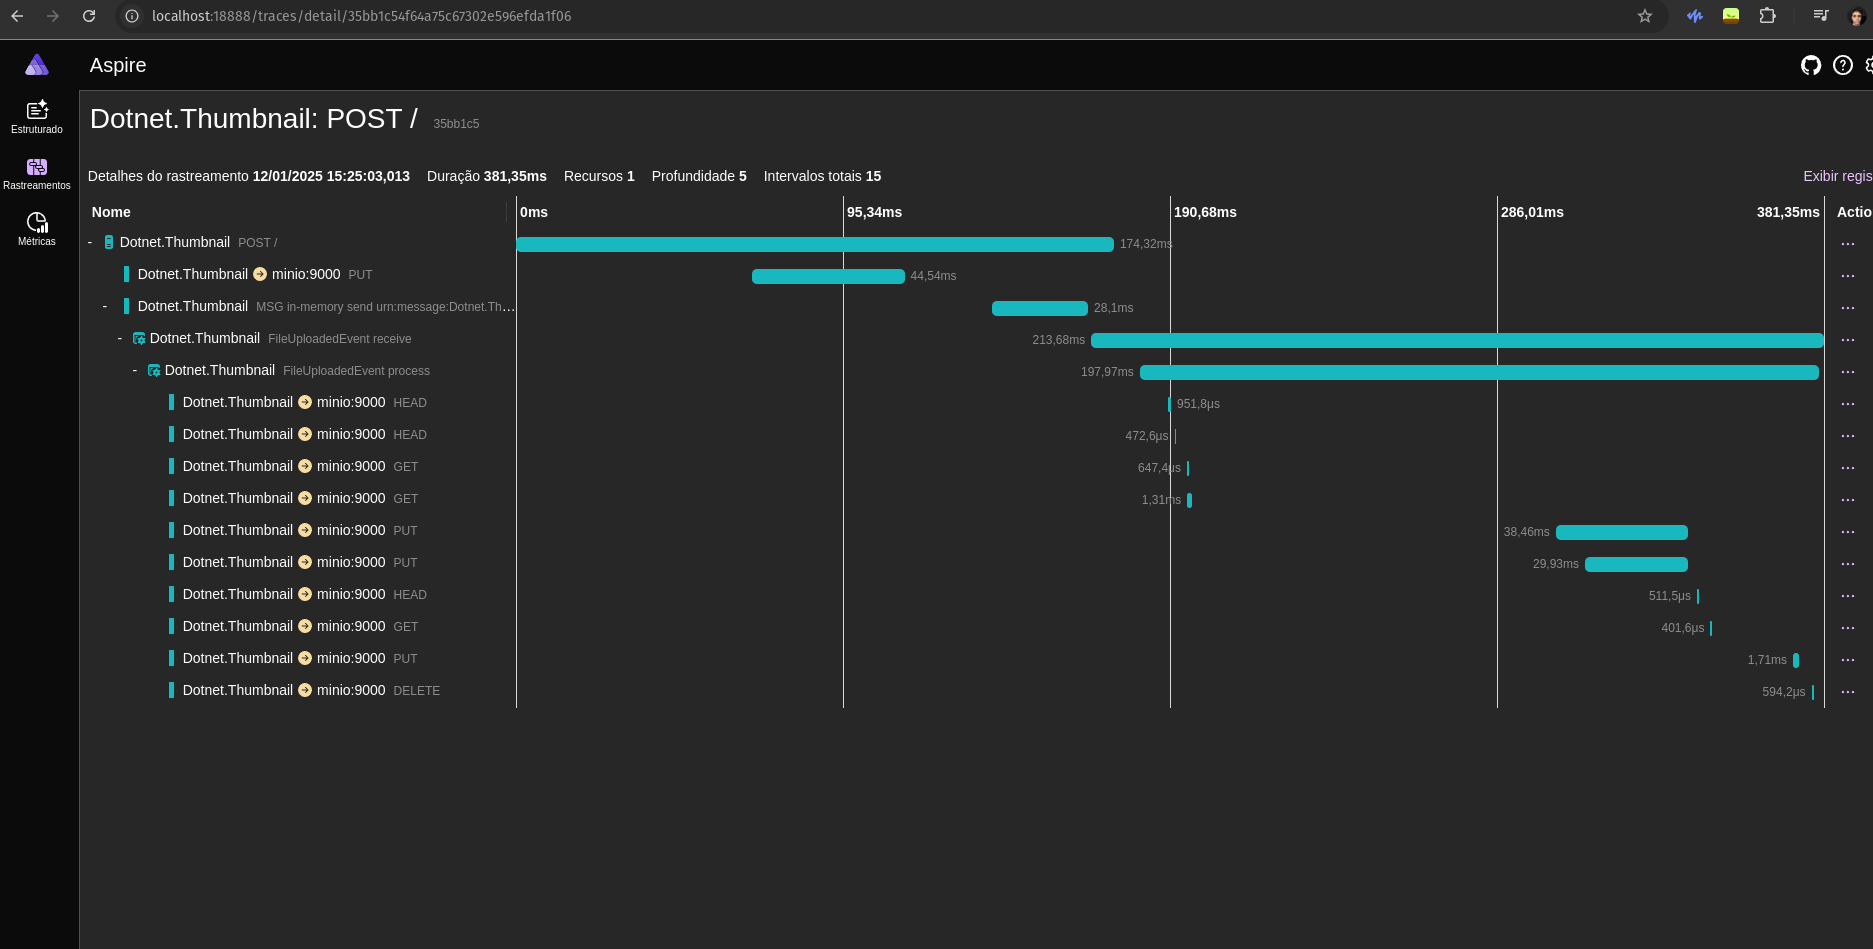 localhost:18888/traces/detail/35bb1c54f64a75c67302e596efda1f06
Aspire
Estruturado
Rastreamentos
Métricas
Dotnet.Thumbnail: POST / 35bb1c5
Detalhes do rastreamento 12/01/2025 15:25:03,013 Duração 381,35ms Recursos 1 Profundidade 5 Intervalos totais 15 Exibir regis
Nome 0ms 95,34ms 190,68ms 286,01ms 381,35ms Actio
- Dotnet.Thumbnail POST / 174,32ms ...
Dotnet.Thumbnail minio:9000 PUT 44,54ms ...
- Dotnet.Thumbnail MSG in-memory send urn:message:Dotnet.Th... 28,1ms ...
- Dotnet.Thumbnail FileUploadedEvent receive 213,68ms ...
- Dotnet.Thumbnail FileUploadedEvent process 197,97ms ...
Dotnet.Thumbnail minio:9000 HEAD 951,8μs ...
Dotnet.Thumbnail minio:9000 HEAD 472,6μs ...
Dotnet.Thumbnail minio:9000 GET 647,4μs ...
Dotnet.Thumbnail minio:9000 GET 1,31ms ...
Dotnet.Thumbnail minio:9000 PUT 38,46ms ...
Dotnet.Thumbnail minio:9000 PUT 29,93ms ...
Dotnet.Thumbnail minio:9000 HEAD 511,5μs ...
Dotnet.Thumbnail minio:9000 GET 401,6μs ...
Dotnet.Thumbnail minio:9000 PUT 1,71ms ...
Dotnet.Thumbnail minio:9000 DELETE 594,2μs ...